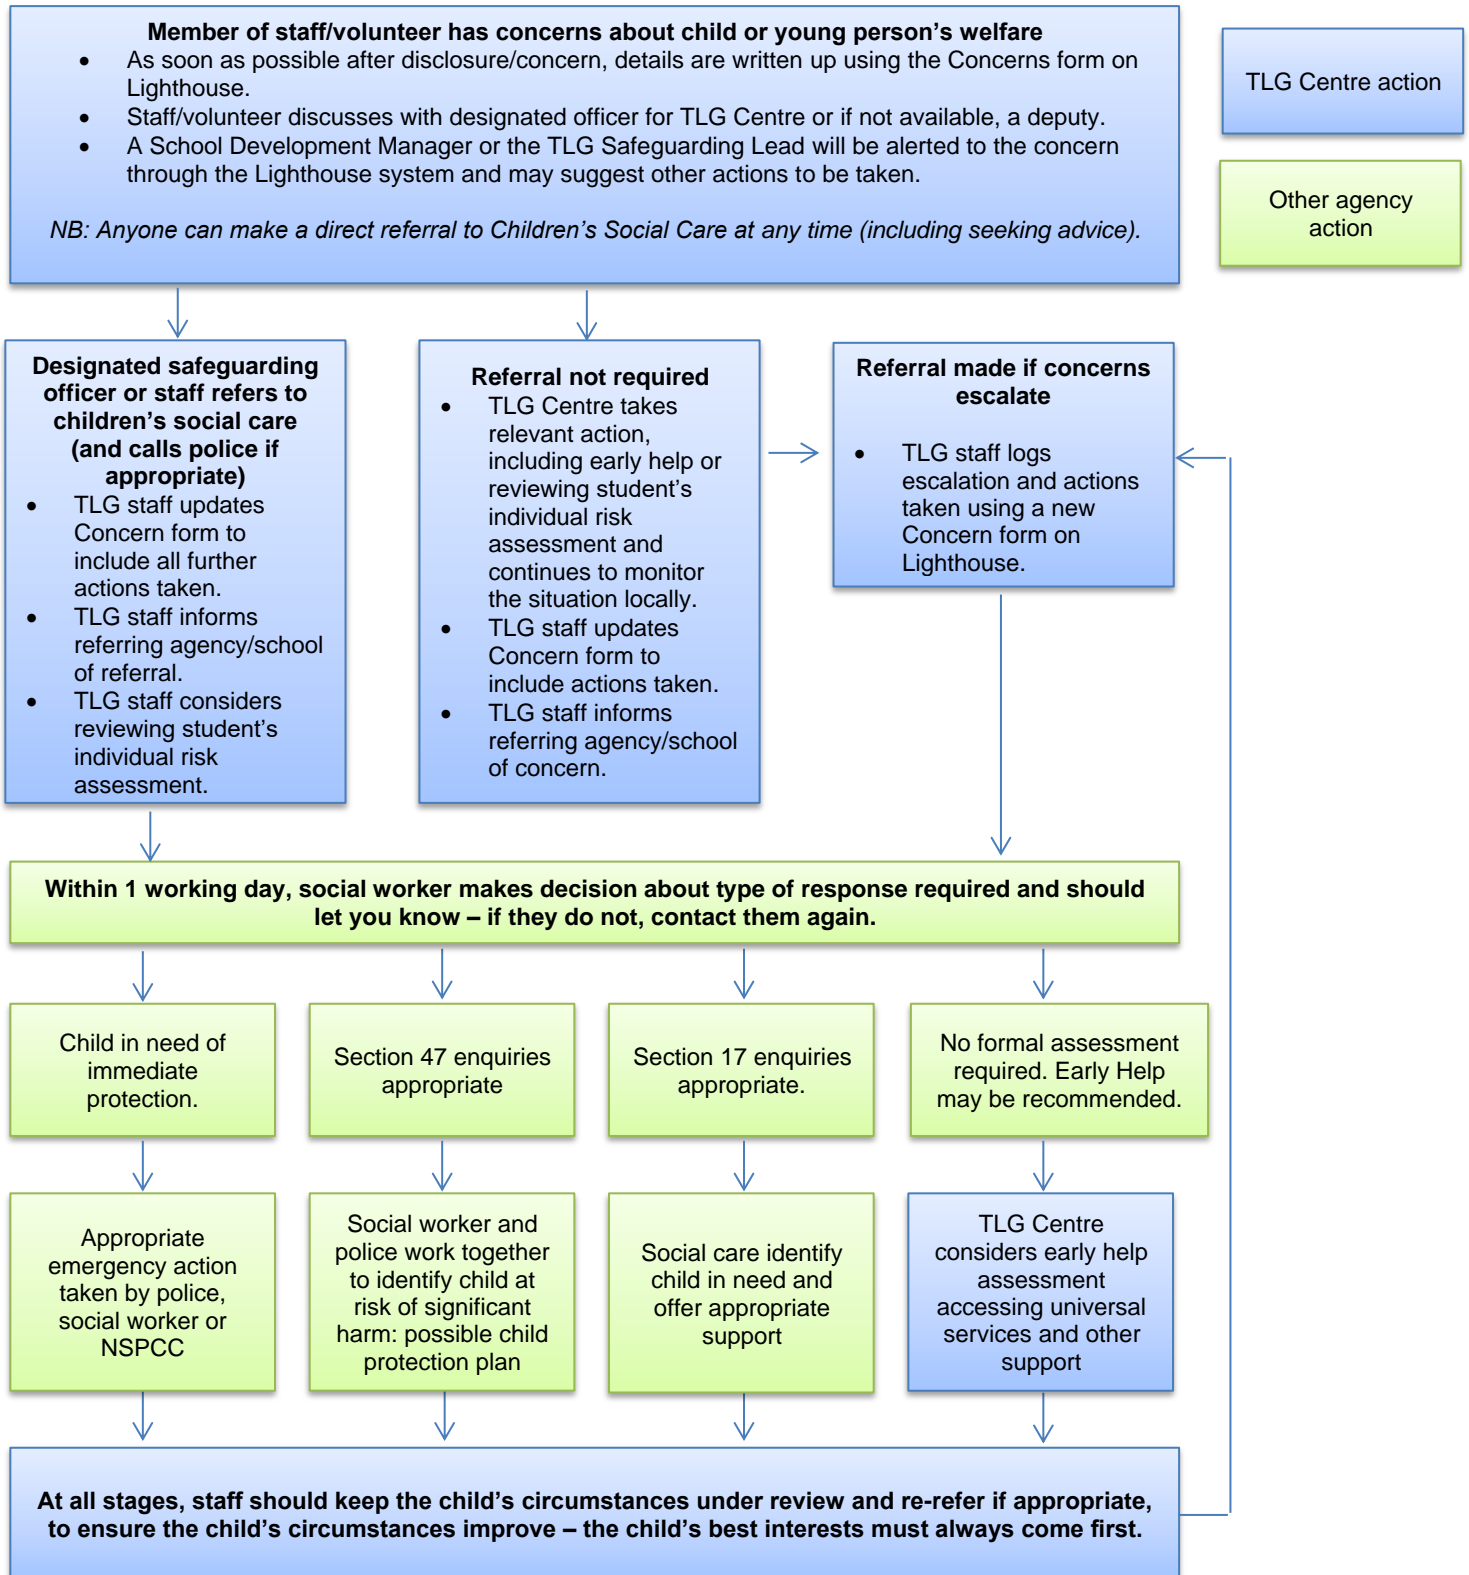 Member of staff/volunteer has concerns about child or young person’s welfare
• As soon as possible after disclosure/concern, details are written up using the Concerns form on
Lighthouse.
• Staff/volunteer discusses with designated officer for TLG Centre or if not available, a deputy.
• A School Development Manager or the TLG Safeguarding Lead will be alerted to the concern
through the Lighthouse system and may suggest other actions to be taken.
NB: Anyone can make a direct referral to Children’s Social Care at any time (including seeking advice).
TLG Centre action
Other agency
action
Designated safeguarding
officer or staff refers to
children’s social care
(and calls police if
appropriate)
• TLG staff updates
Concern form to
include all further
actions taken.
• TLG staff informs
referring agency/school
of referral.
• TLG staff considers
reviewing student’s
individual risk
assessment.
Referral not required
• TLG Centre takes
relevant action,
including early help or
reviewing student’s
individual risk
assessment and
continues to monitor
the situation locally.
• TLG staff updates
Concern form to
include actions taken.
• TLG staff informs
referring agency/school
of concern.
Referral made if concerns
escalate
• TLG staff logs
escalation and actions
taken using a new
Concern form on
Lighthouse.
Within 1 working day, social worker makes decision about type of response required and should
let you know – if they do not, contact them again.
Child in need of
immediate
protection.
Section 47 enquiries
appropriate
Section 17 enquiries
appropriate.
No formal assessment
required. Early Help
may be recommended.
Appropriate
emergency action
taken by police,
social worker or
NSPCC
Social worker and
police work together
to identify child at
risk of significant
harm: possible child
protection plan
Social care identify
child in need and
offer appropriate
support
TLG Centre
considers early help
assessment
accessing universal
services and other
support
At all stages, staff should keep the child’s circumstances under review and re-refer if appropriate,
to ensure the child’s circumstances improve – the child’s best interests must always come first.